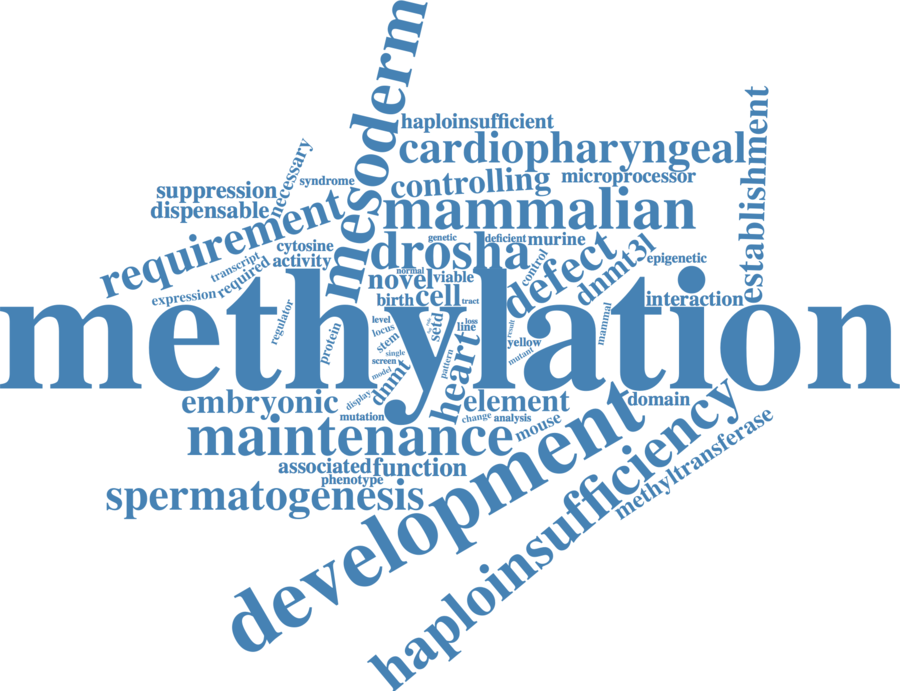 mesoderm
haploinsufficient
cardiopharyngeal
establishment
necessary
syndrome
controlling
microprocessor
suppression
dispensable
mammalian
requirement
genetic
deficient
murine
drosha
cytosine
activity
transcript
required
control
defect
dnmt3l
epigenetic
normal
novel
viable
expression
birth
cell
tract
interaction
methylation
regulator
protein
level
locus
stem
setd
loss
line
result
yellow
mammal
single
screen
model
dnmt
pattern
mutant
heart
embryonic
display
mutation
element
domain
change
analysis
mouse
maintenance
development
haploinsufficiency
methyltransferase
associated
function
phenotype
spermatogenesis